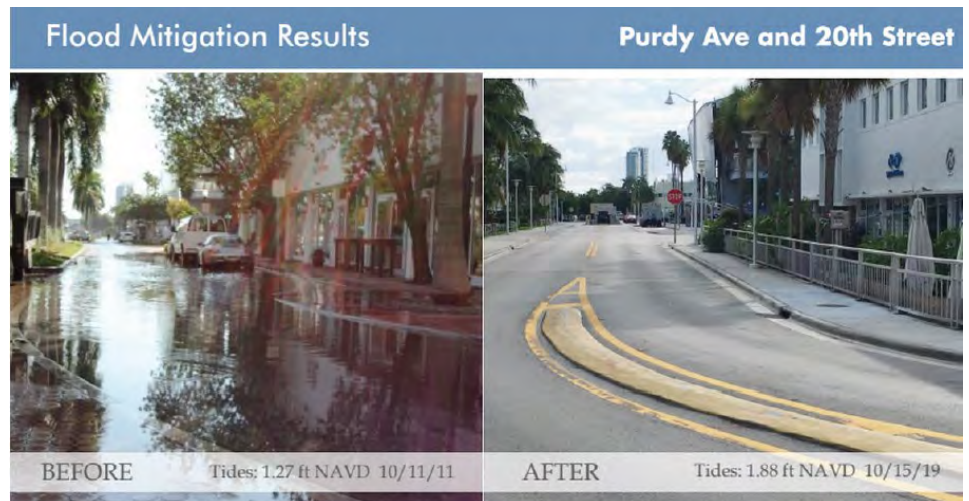 Flood Mitigation Results
Purdy Ave and 20th Street
STOP
BEFORE
Tides: 1.27 ft NAVD 10/11/11
AFTER
Tides: 1.88 ft NAVD 10/15/19